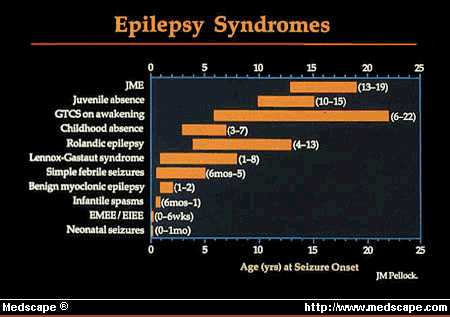 Epilepsy Syndromes
0 5 10 15 20 25
JME (13–19)
Juvenile absence (10–15)
GTCS on awakening (6–22)
Childhood absence (3–7)
Rolandic epilepsy (4–13)
Lennox-Gastaut syndrome (1–8)
Simple febrile seizures (6mos–5)
Benign myoclonic epilepsy (1–2)
Infantile spasms (6mos–1)
EMEE / EIEE (0–6wks)
Neonatal seizures (0–1mo)
0 5 10 15 20 25
Age (yrs) at Seizure Onset
JM Pellock.
Medscape ® http://www.medscape.com